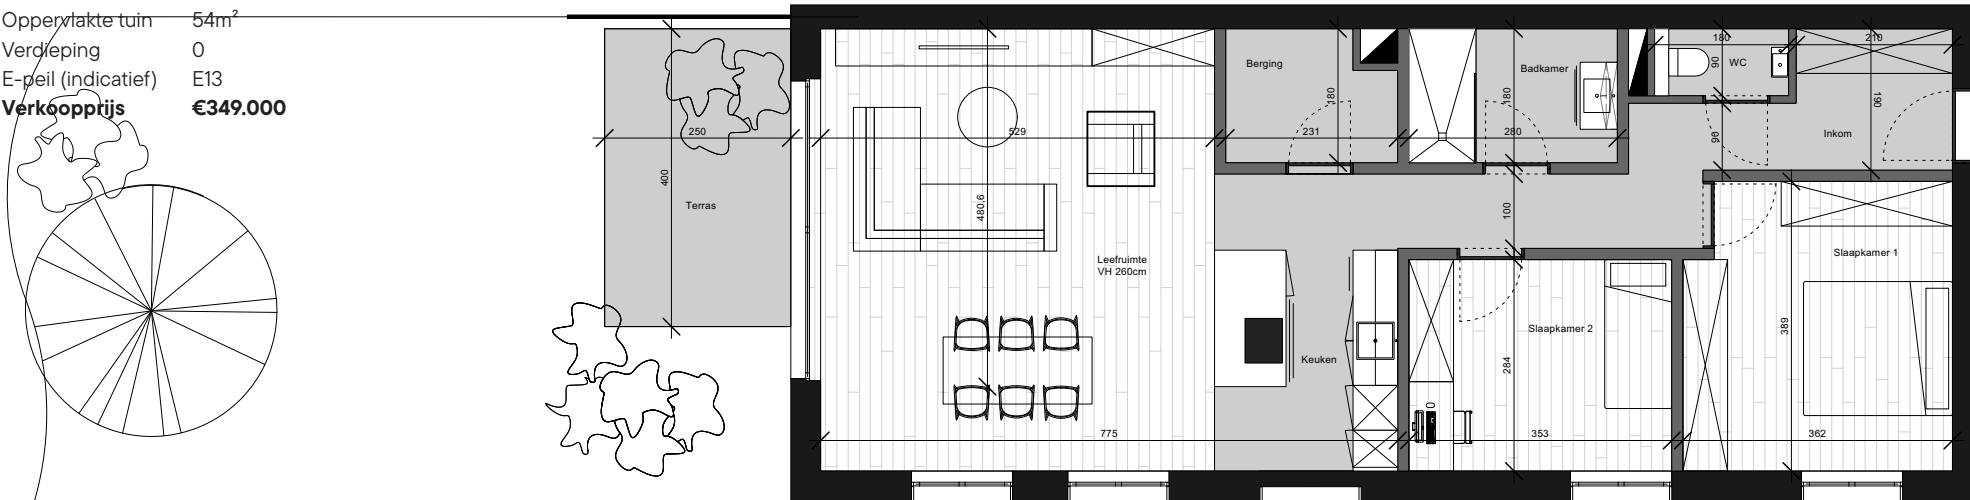 Oppervlakte tuin 54m²
Verdieping 0
E-peil (indicatief) E13
Verkoopprijs €349.000
180
210
Berging
Badkamer
90
WC
180
180
190
250
529
231
280
90
Inkom
400
Terras
480,6
100
Leefruimte
VH 260cm
Slaapkamer 1
Slaapkamer 2
389
Keuken
284
775
353
362